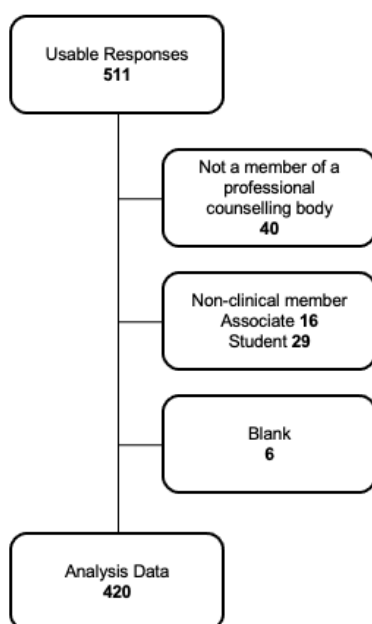 Usable Responses
511
Not a member of a
professional
counselling body
40
Non-clinical member
Associate 16
Student 29
Blank
6
Analysis Data
420